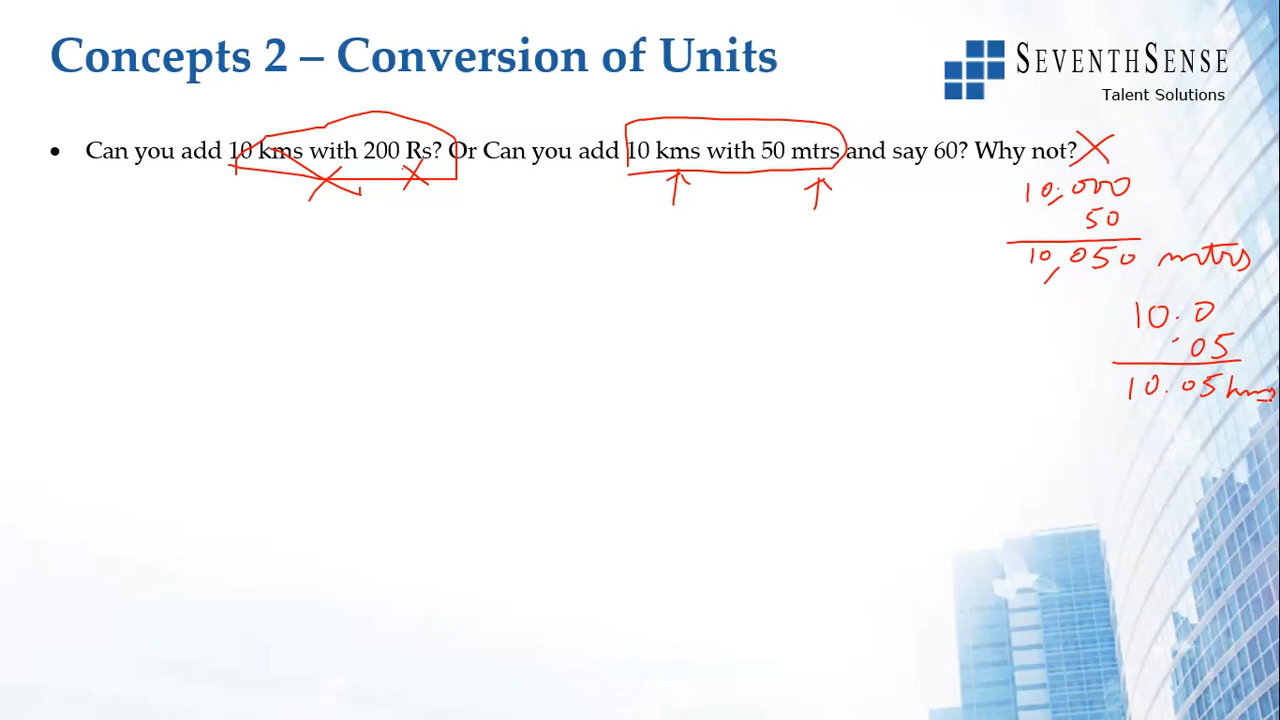 Concepts 2 – Conversion of Units
SEVENTHSENSE
Talent Solutions
• Can you add 10 kms with 200 Rs? Or Can you add 10 kms with 50 mtrs and say 60? Why not?
10,000
50
10,050 mtrs
10.0
.05
10.05 kms